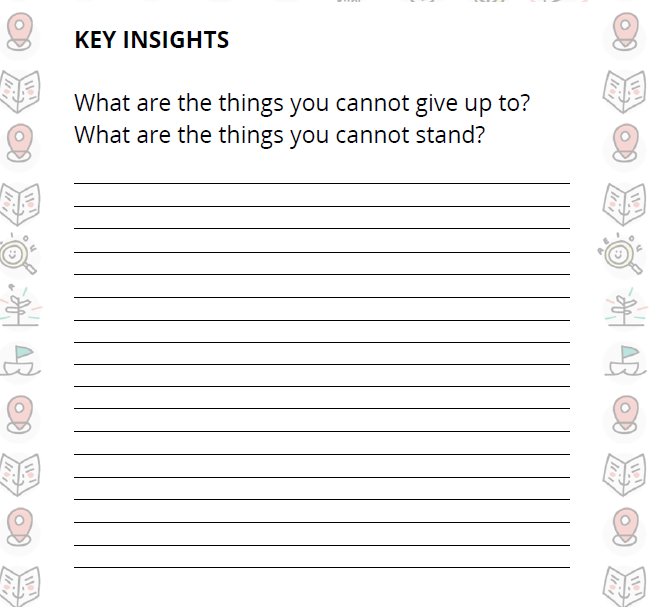 KEY INSIGHTS
What are the things you cannot give up to?
What are the things you cannot stand?